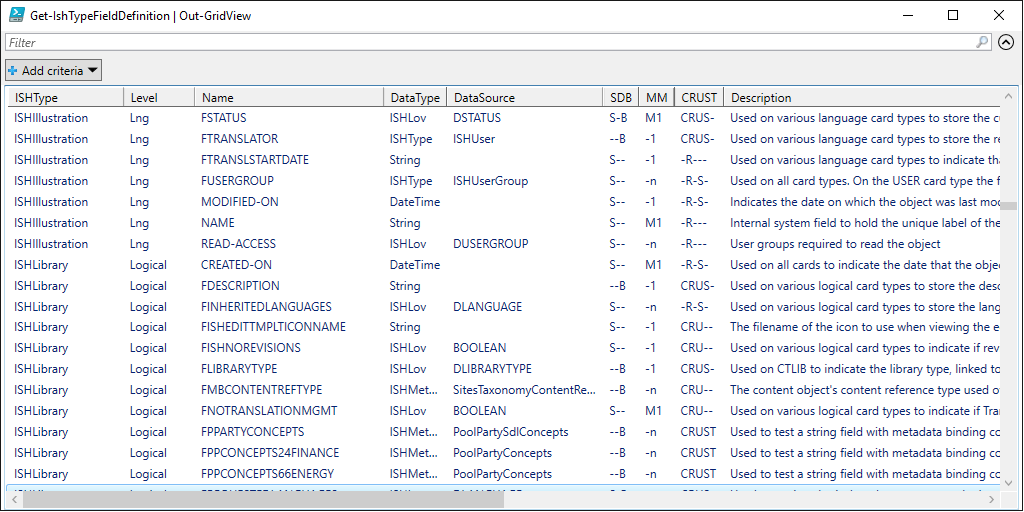 Get-IshTypeFieldDefinition | Out-GridView
Filter
Add criteria
ISHType Level Name DataType DataSource SDB MM CRUST Description
ISHIllustration Lng FSTATUS ISHLov DSTATUS S-B M1 CRUS- Used on various language card types to store the c
ISHIllustration Lng FTRANSLATOR ISHType ISHUser --B -1 CRUS- Used on various language card types to store the re
ISHIllustration Lng FTRANSLSTARTDATE String S-- -1 -R--- Used on various language card types to indicate tha
ISHIllustration Lng FUSERGROUP ISHType ISHUserGroup S-- -n -R-S- Used on all card types. On the USER card type the f
ISHIllustration Lng MODIFIED-ON DateTime S-- -1 -R-S- Indicates the date on which the object was last mod
ISHIllustration Lng NAME String S-- M1 -R--- Internal system field to hold the unique label of the
ISHIllustration Lng READ-ACCESS ISHLov DUSERGROUP S-- -n -R--- User groups required to read the object
ISHLibrary Logical CREATED-ON DateTime S-- M1 -R-S- Used on all cards to indicate the date that the obje
ISHLibrary Logical FDESCRIPTION String --B -1 CRUS- Used on various logical card types to store the desc
ISHLibrary Logical FINHERITEDLANGUAGES ISHLov DLANGUAGE S-- -n -R-S- Used on various logical card types to store the lang
ISHLibrary Logical FISHEDITTMPLTICONNAME String S-- -1 CRU-- The filename of the icon to use when viewing the e
ISHLibrary Logical FISHNOREVISIONS ISHLov BOOLEAN S-- -1 CRU-- Used on various logical card types to indicate if rev
ISHLibrary Logical FLIBRARYTYPE ISHLov DLIBRARYTYPE --B -1 CRUS- Used on CTLIB to indicate the library type, linked to
ISHLibrary Logical FMBCONTENTREFTYPE ISHMet... SitesTaxonomyContentRe... --B -n CRU-- The content object's content reference type used o
ISHLibrary Logical FNOTRANSLATIONMGMT ISHLov BOOLEAN S-- M1 CRU-- Used on various logical card types to indicate if Tra
ISHLibrary Logical FPPARTYCONCEPTS ISHMet... PoolPartySdlConcepts --B -n CRUST Used to test a string field with metadata binding co
ISHLibrary Logical FPPCONCEPTS24FINANCE ISHMet... PoolPartyConcepts --B -n CRUST Used to test a string field with metadata binding co
ISHLibrary Logical FPPCONCEPTS66ENERGY ISHMet... PoolPartyConcepts --B -n CRUST Used to test a string field with metadata binding co